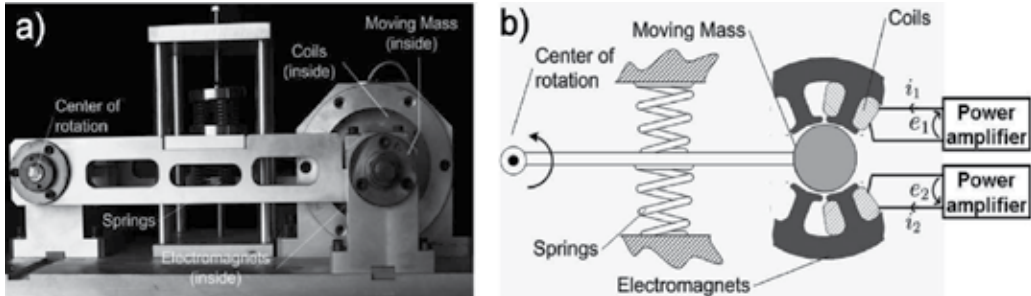 a)
Center of
rotation
Coils
(inside)
Moving Mass
(inside)
Springs
Electromagnets
(inside)
b)
Center of
rotation
Moving Mass
Coils
i₁
e₁
Power
amplifier
e₂
i₂
Power
amplifier
Springs
Electromagnets